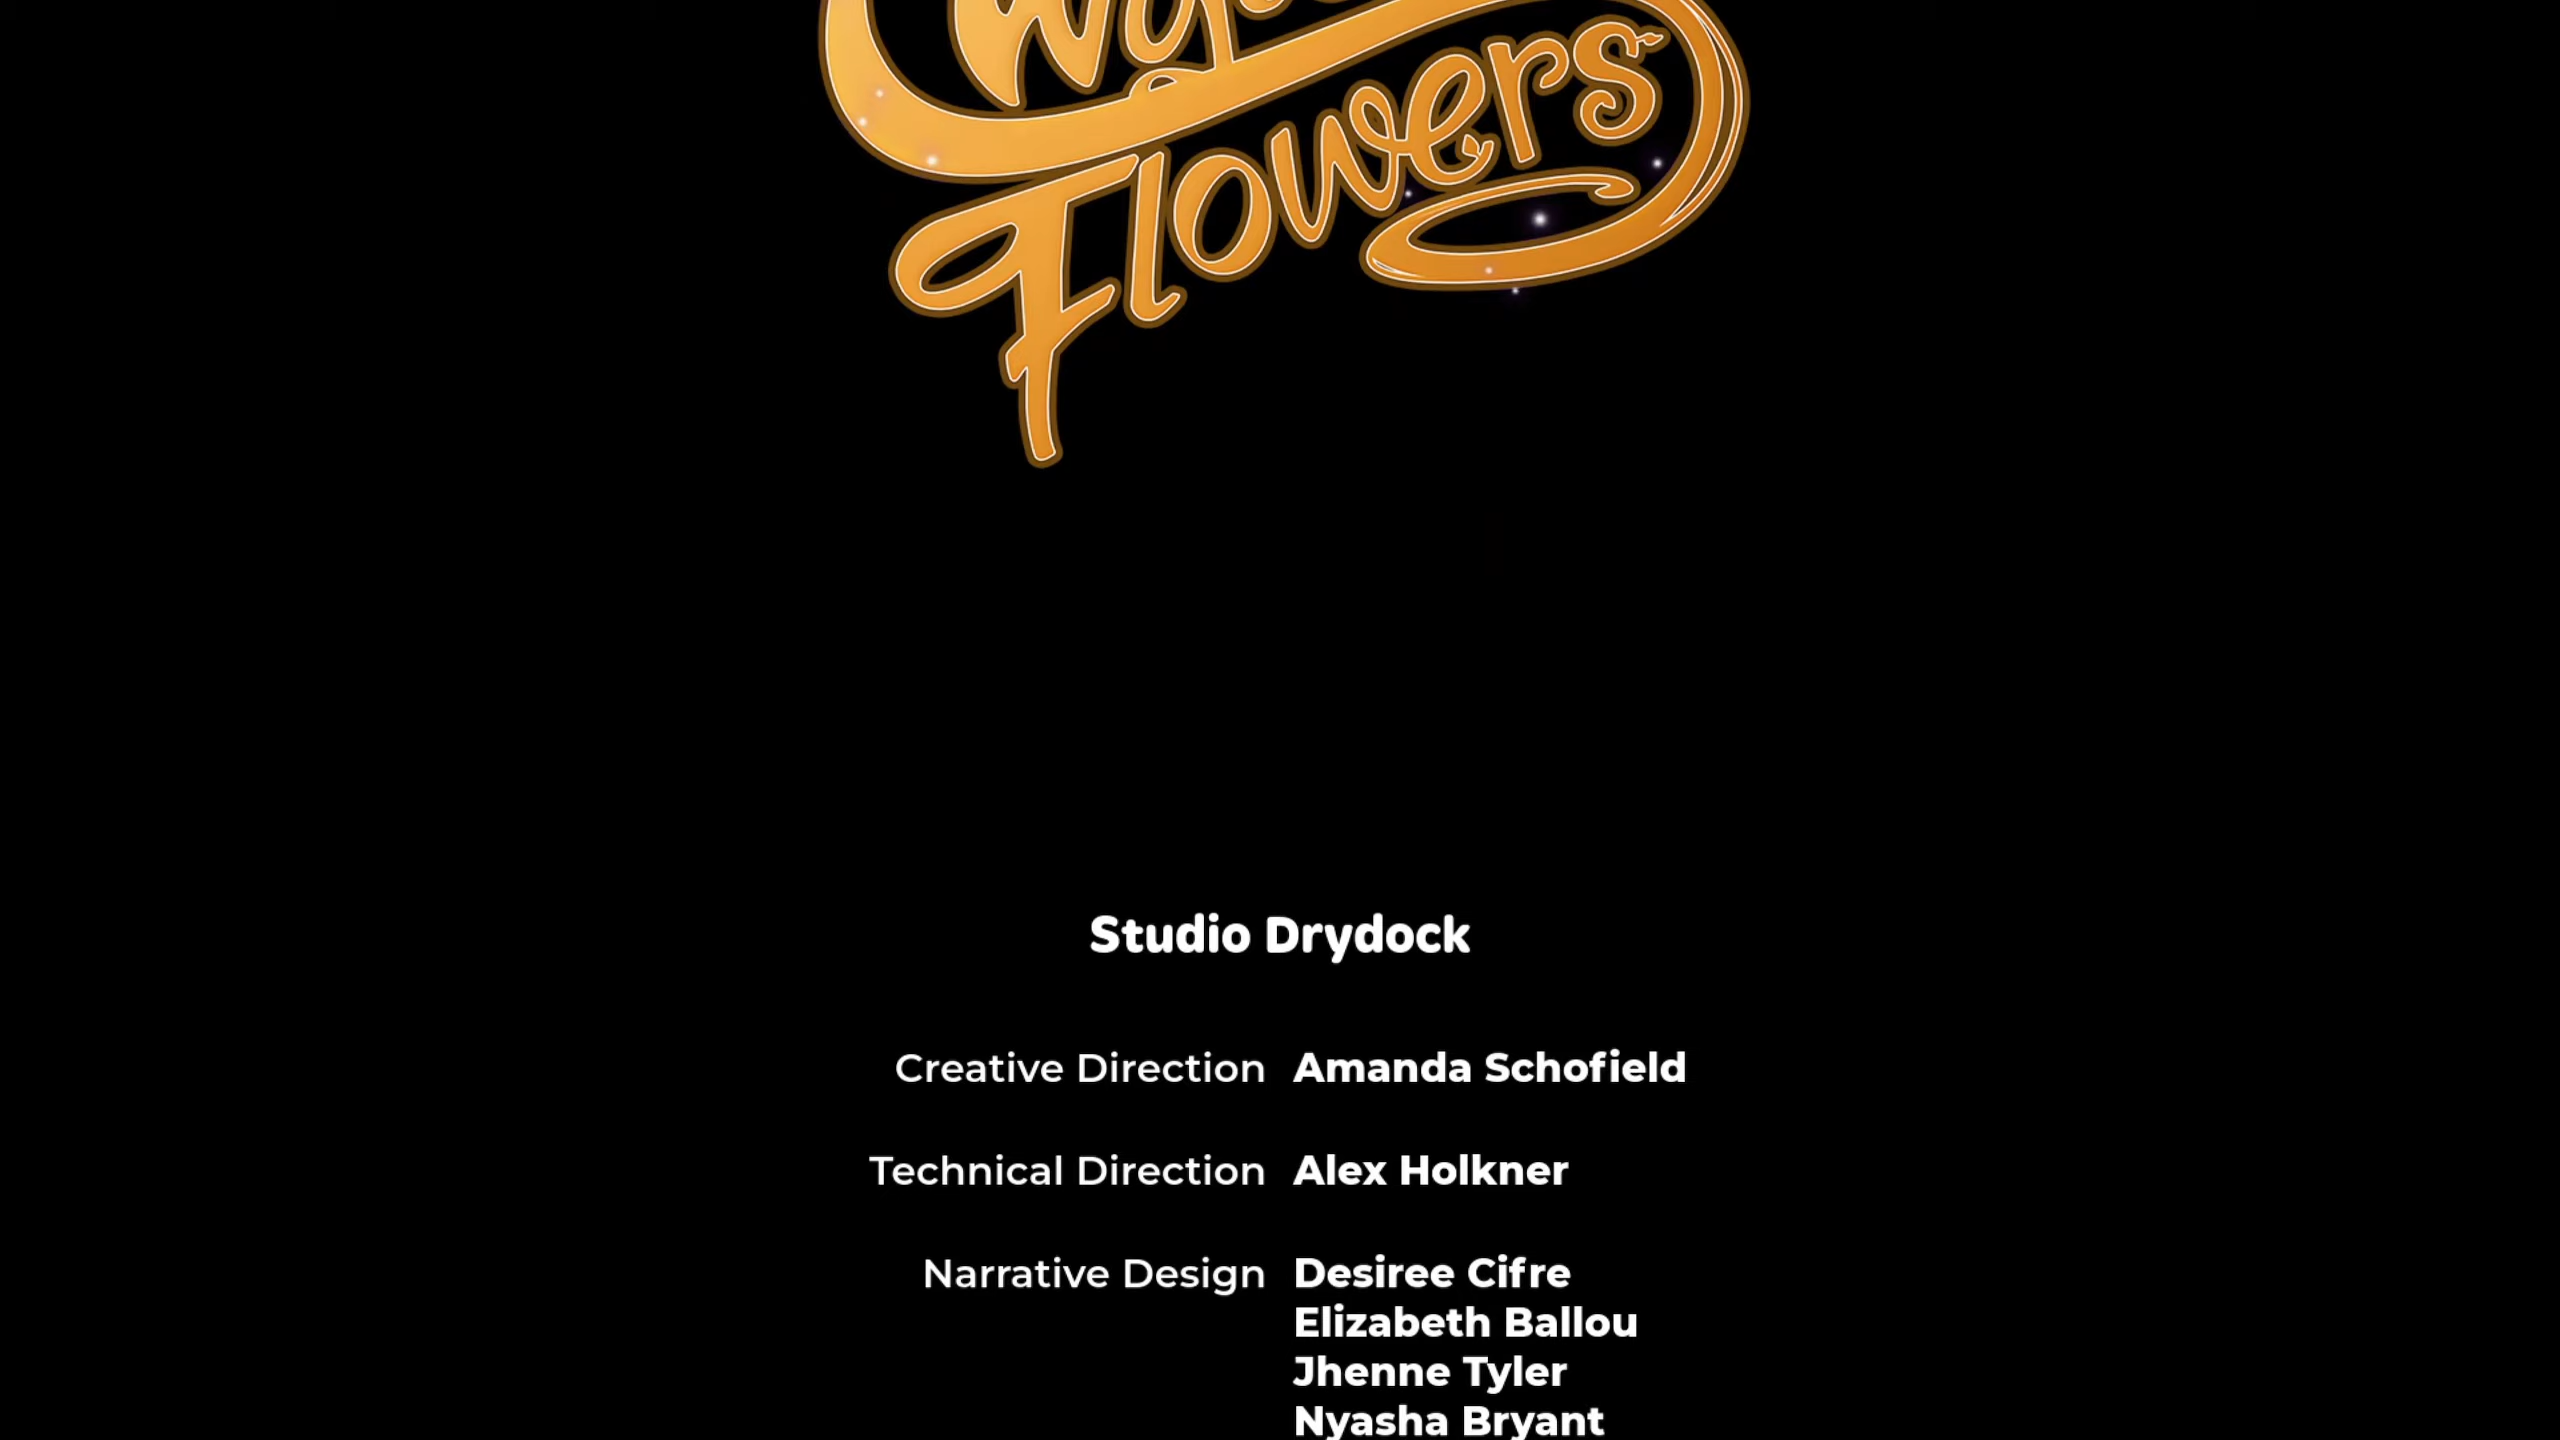 Flowers
Studio Drydock
Creative Direction Amanda Schofield
Technical Direction Alex Holkner
Narrative Design Desiree Cifre
Elizabeth Ballou
Jhenne Tyler
Nyasha Bryant